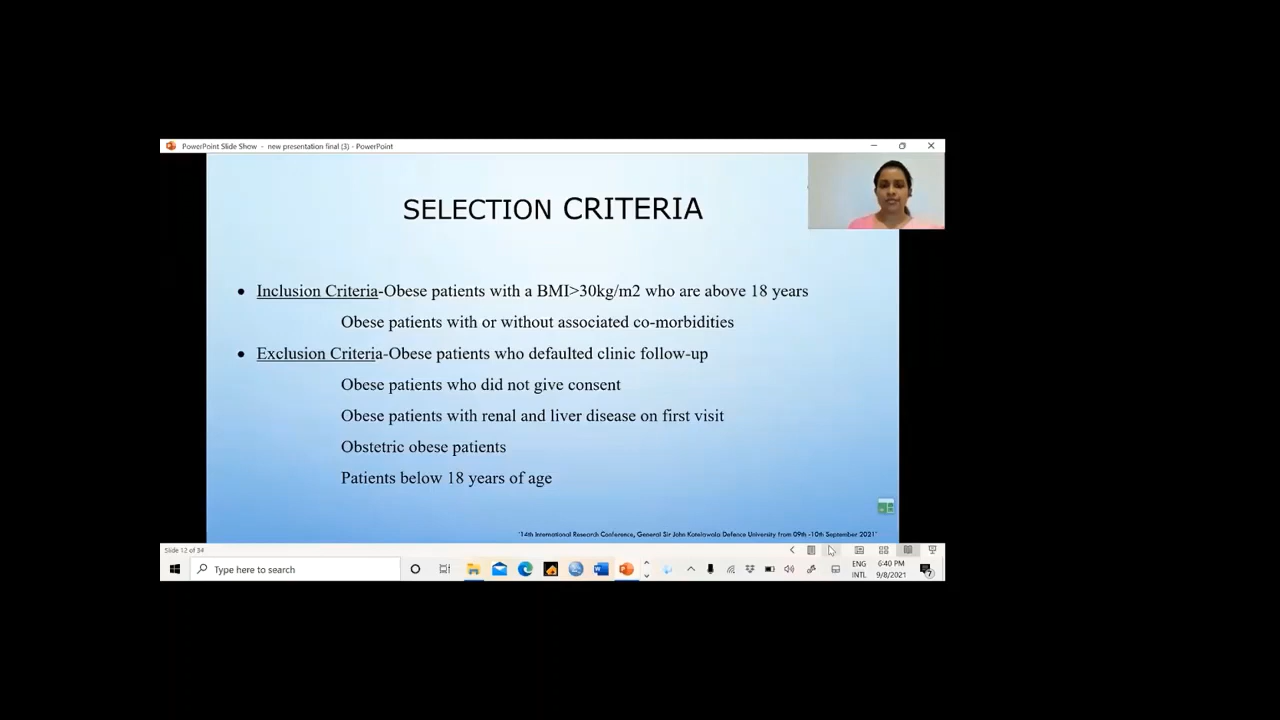 PowerPoint Slide Show - new presentation final (3) - PowerPoint
SELECTION CRITERIA
• Inclusion Criteria-Obese patients with a BMI>30kg/m2 who are above 18 years
Obese patients with or without associated co-morbidities
• Exclusion Criteria-Obese patients who defaulted clinic follow-up
Obese patients who did not give consent
Obese patients with renal and liver disease on first visit
Obstetric obese patients
Patients below 18 years of age
"14th International Research Conference, General Sir John Kotelawala Defence University from 09th -10th September 2021"
Slide 12 of 34
Type here to search
ENG
INTL
6:40 PM
9/8/2021
7